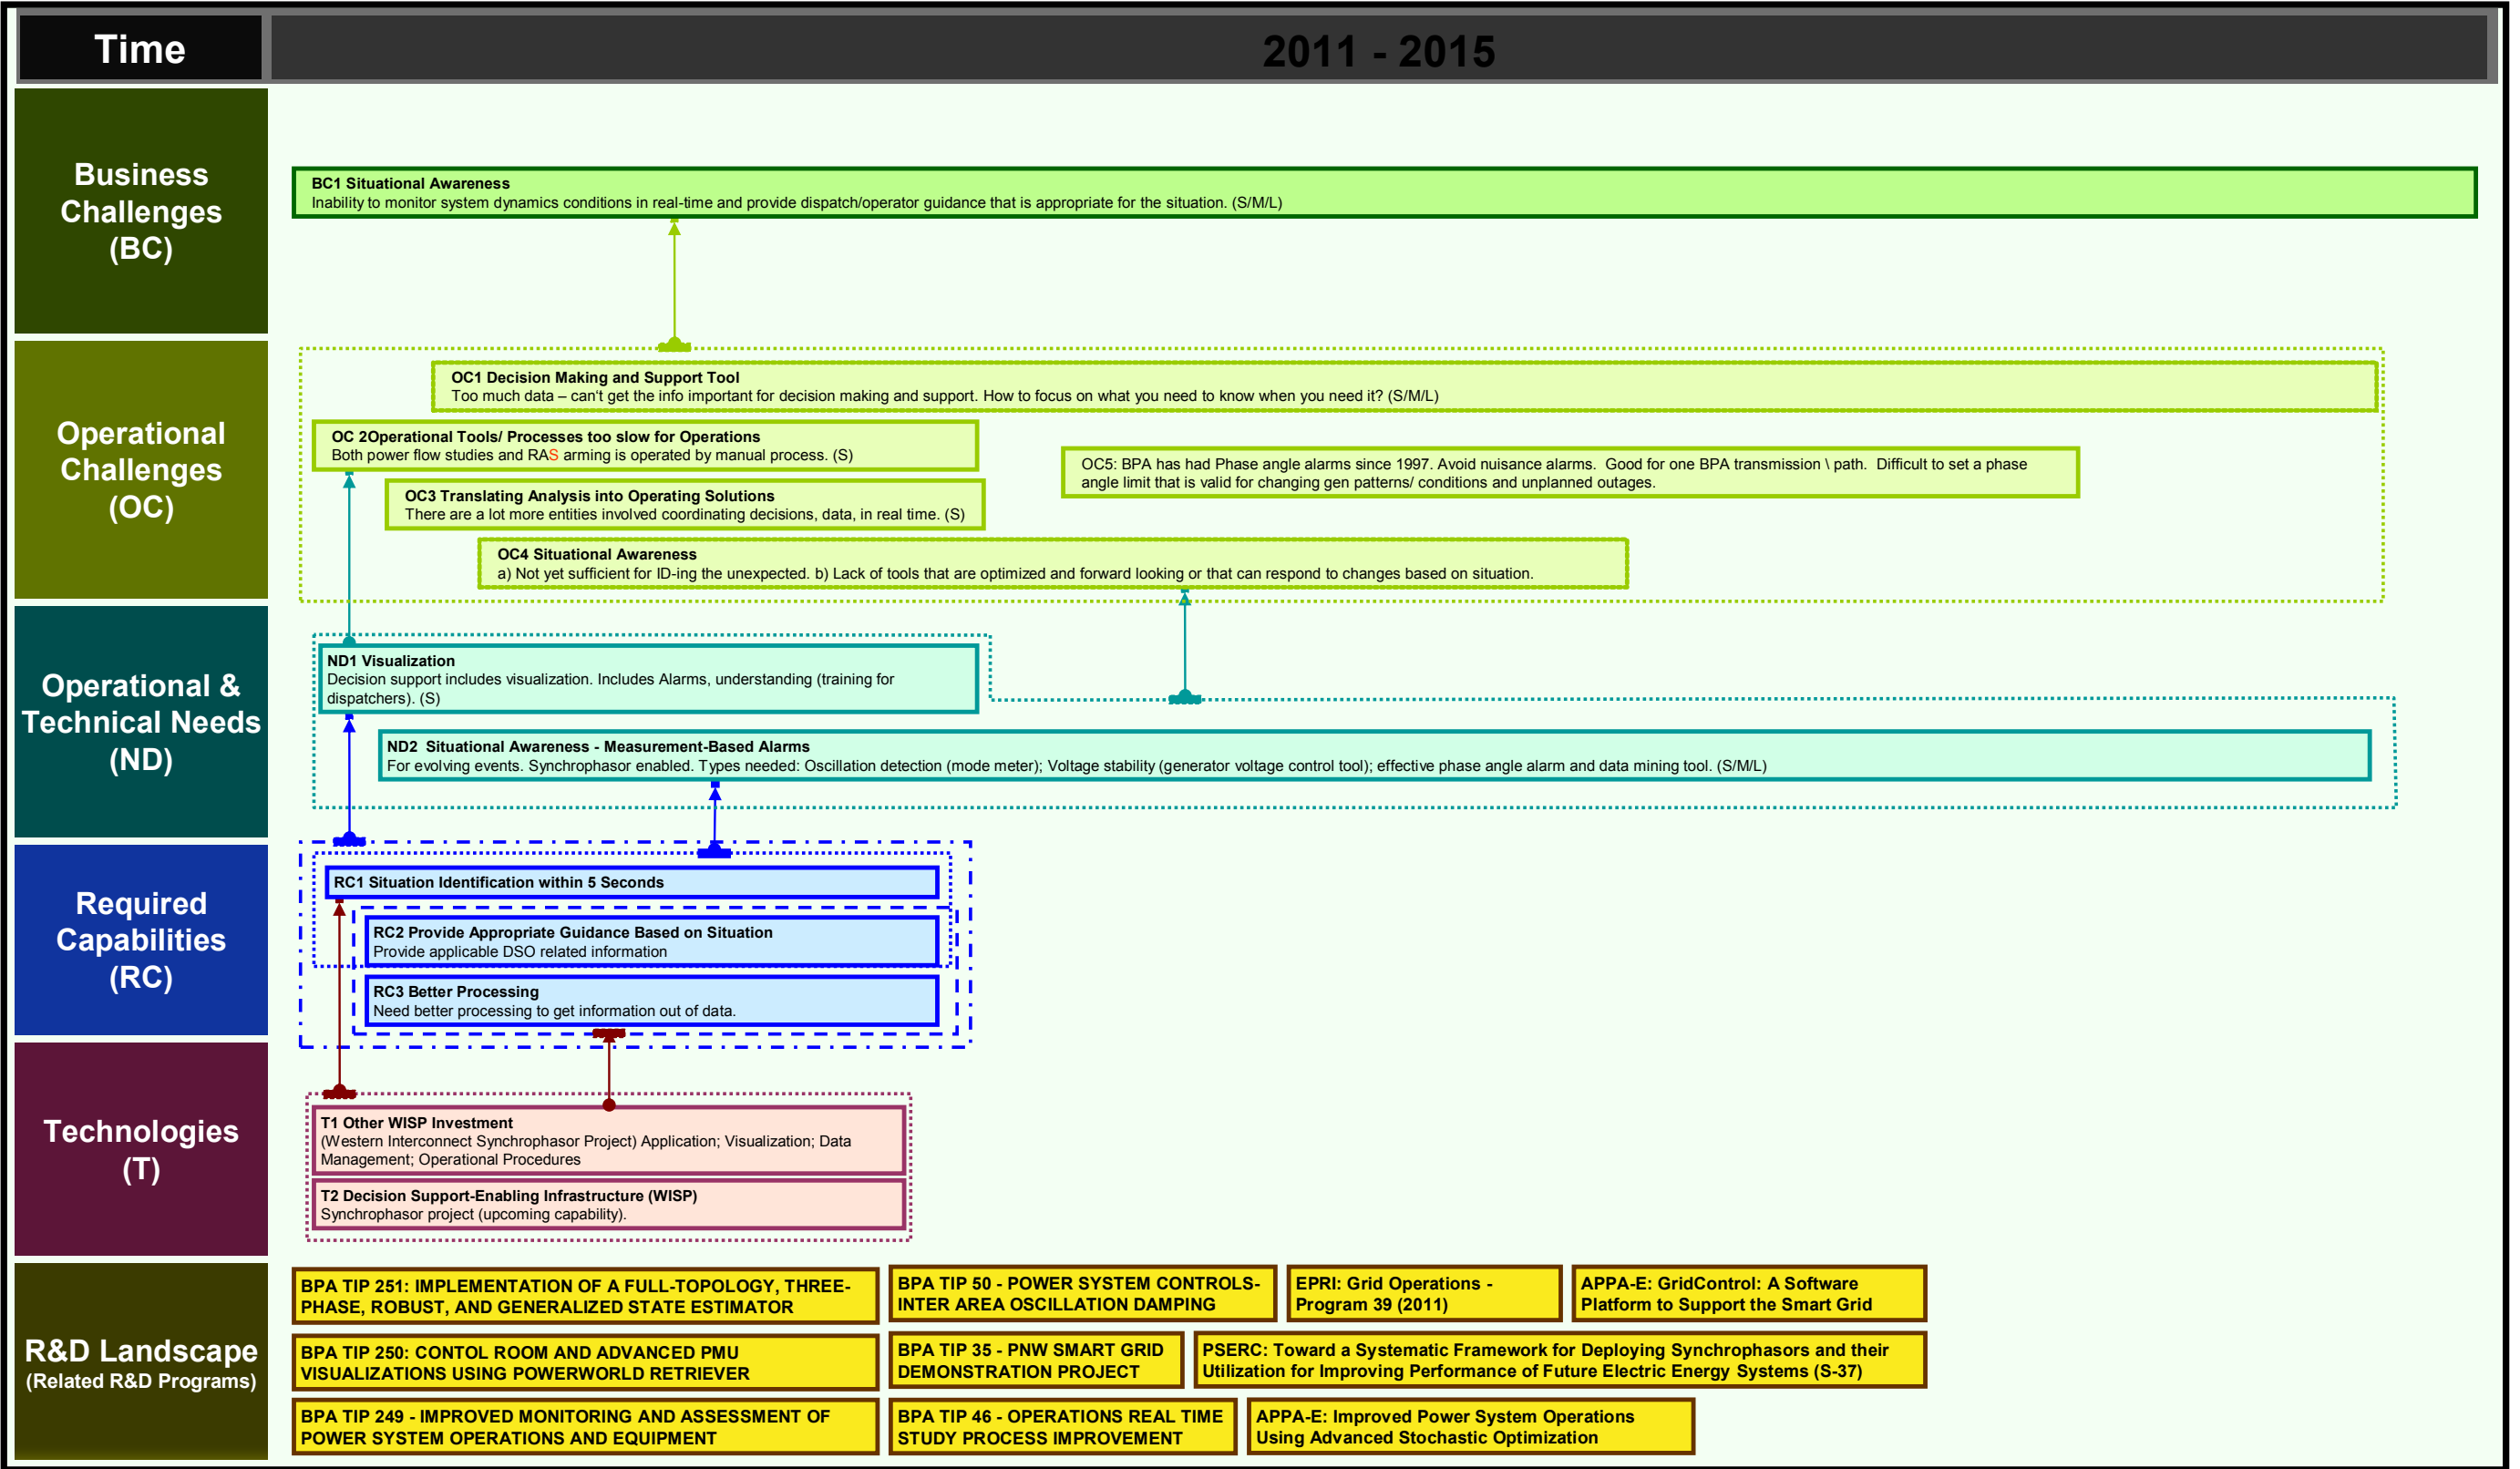 Time
2011 - 2015
Business
Challenges
(BC)
BC1 Situational Awareness
Inability to monitor system dynamics conditions in real-time and provide dispatch/operator guidance that is appropriate for the situation. (S/M/L)
Operational
Challenges
(OC)
OC1 Decision Making and Support Tool
Too much data – can't get the info important for decision making and support. How to focus on what you need to know when you need it? (S/M/L)
OC 2Operational Tools/ Processes too slow for Operations
Both power flow studies and RAS arming is operated by manual process. (S)
OC5: BPA has had Phase angle alarms since 1997. Avoid nuisance alarms.  Good for one BPA transmission \ path.  Difficult to set a phase
angle limit that is valid for changing gen patterns/ conditions and unplanned outages.
OC3 Translating Analysis into Operating Solutions
There are a lot more entities involved coordinating decisions, data, in real time. (S)
OC4 Situational Awareness
a) Not yet sufficient for ID-ing the unexpected. b) Lack of tools that are optimized and forward looking or that can respond to changes based on situation.
Operational &
Technical Needs
(ND)
ND1 Visualization
Decision support includes visualization. Includes Alarms, understanding (training for
dispatchers). (S)
ND2  Situational Awareness - Measurement-Based Alarms
For evolving events. Synchrophasor enabled. Types needed: Oscillation detection (mode meter); Voltage stability (generator voltage control tool); effective phase angle alarm and data mining tool. (S/M/L)
Required
Capabilities
(RC)
RC1 Situation Identification within 5 Seconds
RC2 Provide Appropriate Guidance Based on Situation
Provide applicable DSO related information
RC3 Better Processing
Need better processing to get information out of data.
Technologies
(T)
T1 Other WISP Investment
(Western Interconnect Synchrophasor Project) Application; Visualization; Data
Management; Operational Procedures
T2 Decision Support-Enabling Infrastructure (WISP)
Synchrophasor project (upcoming capability).
R&D Landscape
(Related R&D Programs)
BPA TIP 251: IMPLEMENTATION OF A FULL-TOPOLOGY, THREE-
PHASE, ROBUST, AND GENERALIZED STATE ESTIMATOR
BPA TIP 50 - POWER SYSTEM CONTROLS-
INTER AREA OSCILLATION DAMPING
EPRI: Grid Operations -
Program 39 (2011)
APPA-E: GridControl: A Software
Platform to Support the Smart Grid
BPA TIP 250: CONTOL ROOM AND ADVANCED PMU
VISUALIZATIONS USING POWERWORLD RETRIEVER
BPA TIP 35 - PNW SMART GRID
DEMONSTRATION PROJECT
PSERC: Toward a Systematic Framework for Deploying Synchrophasors and their
Utilization for Improving Performance of Future Electric Energy Systems (S-37)
BPA TIP 249 - IMPROVED MONITORING AND ASSESSMENT OF
POWER SYSTEM OPERATIONS AND EQUIPMENT
BPA TIP 46 - OPERATIONS REAL TIME
STUDY PROCESS IMPROVEMENT
APPA-E: Improved Power System Operations
Using Advanced Stochastic Optimization